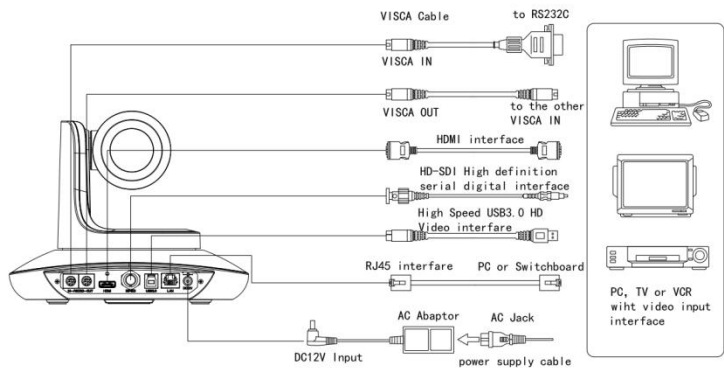 VISCA Cable
to RS232C
VISCA IN
VISCA OUT
to the other
VISCA IN
HDMI interface
HD-SDI High definition
serial digital interface
High Speed USB3.0 HD
Video interfare
RJ45 interfare
PC or Switchboard
AC Abaptor
AC Jack
DC12V Input
power supply cable
PC, TV or VCR
wiht video input
interface